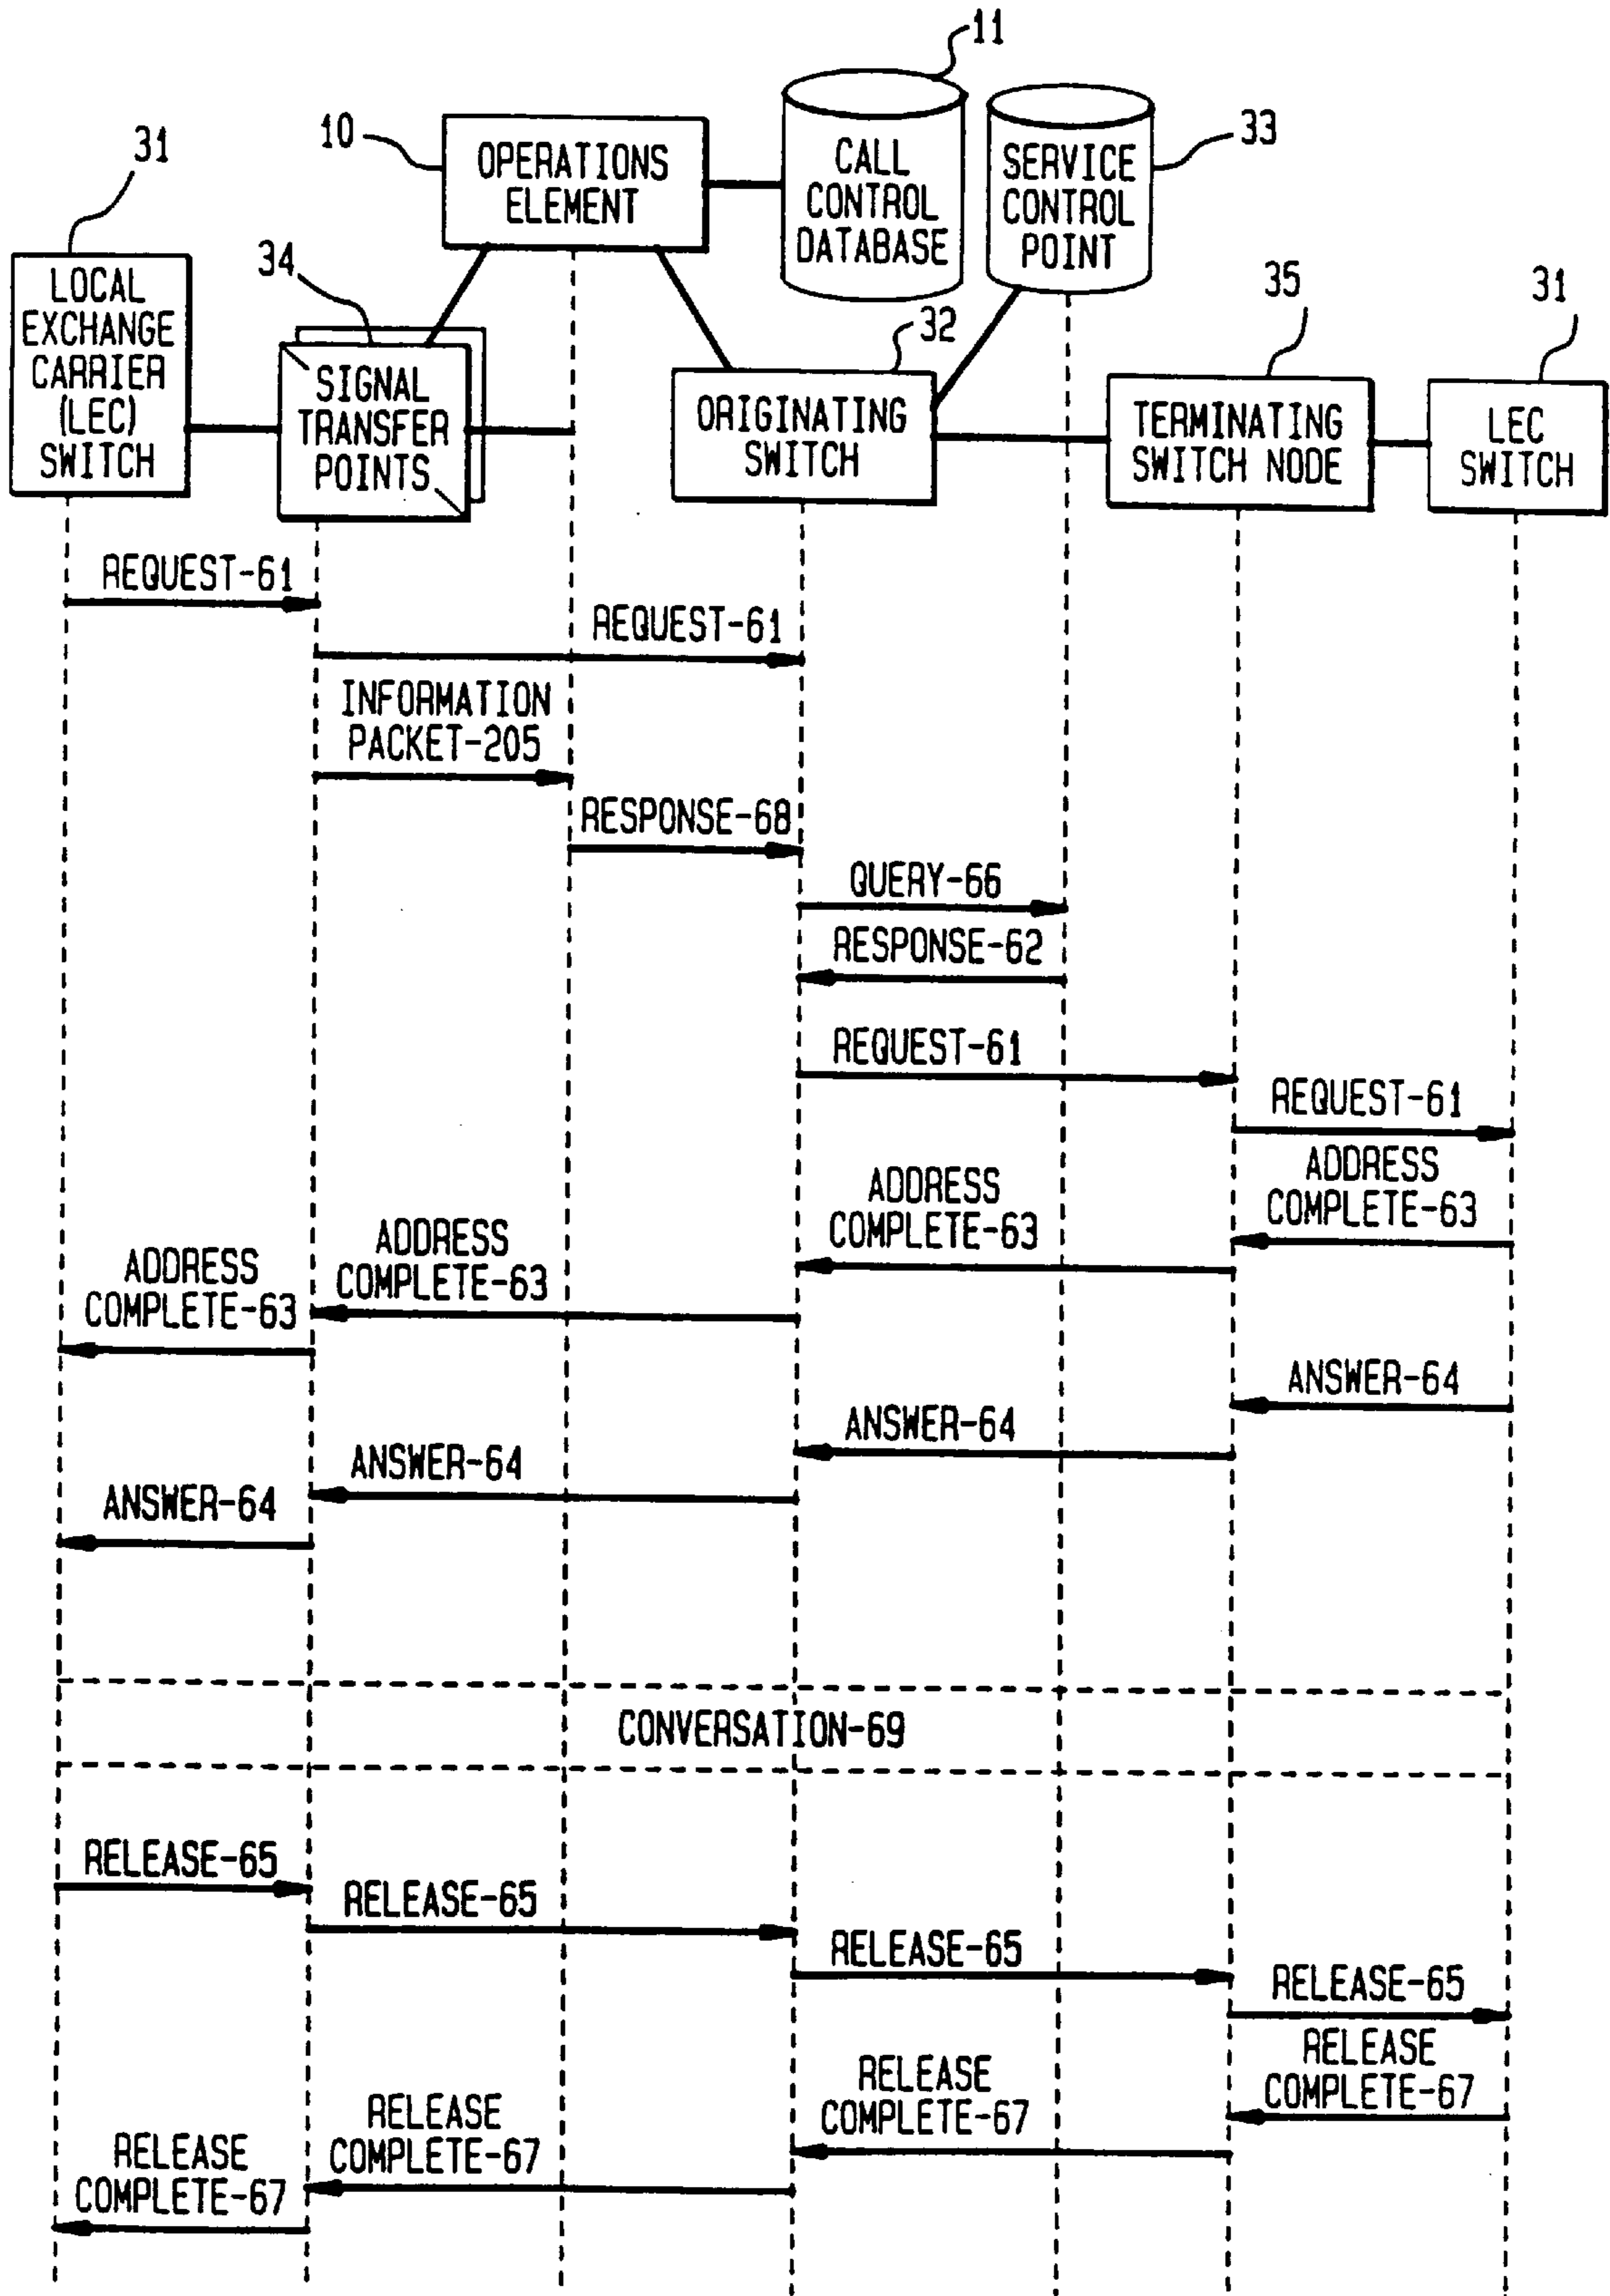 11
10
OPERATIONS
ELEMENT
CALL
CONTROL
DATABASE
SERVICE
CONTROL
POINT
33
31
LOCAL
EXCHANGE
CARRIER
(LEC)
SWITCH
34
SIGNAL
TRANSFER
POINTS
32
ORIGINATING
SWITCH
35
TERMINATING
SWITCH NODE
31
LEC
SWITCH
REQUEST-61
REQUEST-61
INFORMATION
PACKET-205
RESPONSE-68
QUERY-66
RESPONSE-62
REQUEST-61
REQUEST-61
ADDRESS
COMPLETE-63
ADDRESS
COMPLETE-63
ADDRESS
COMPLETE-63
ADDRESS
COMPLETE-63
ANSWER-64
ANSWER-64
ANSWER-64
ANSWER-64
CONVERSATION-69
RELEASE-65
RELEASE-65
RELEASE-65
RELEASE-65
RELEASE
COMPLETE-67
RELEASE
COMPLETE-67
RELEASE
COMPLETE-67
RELEASE
COMPLETE-67